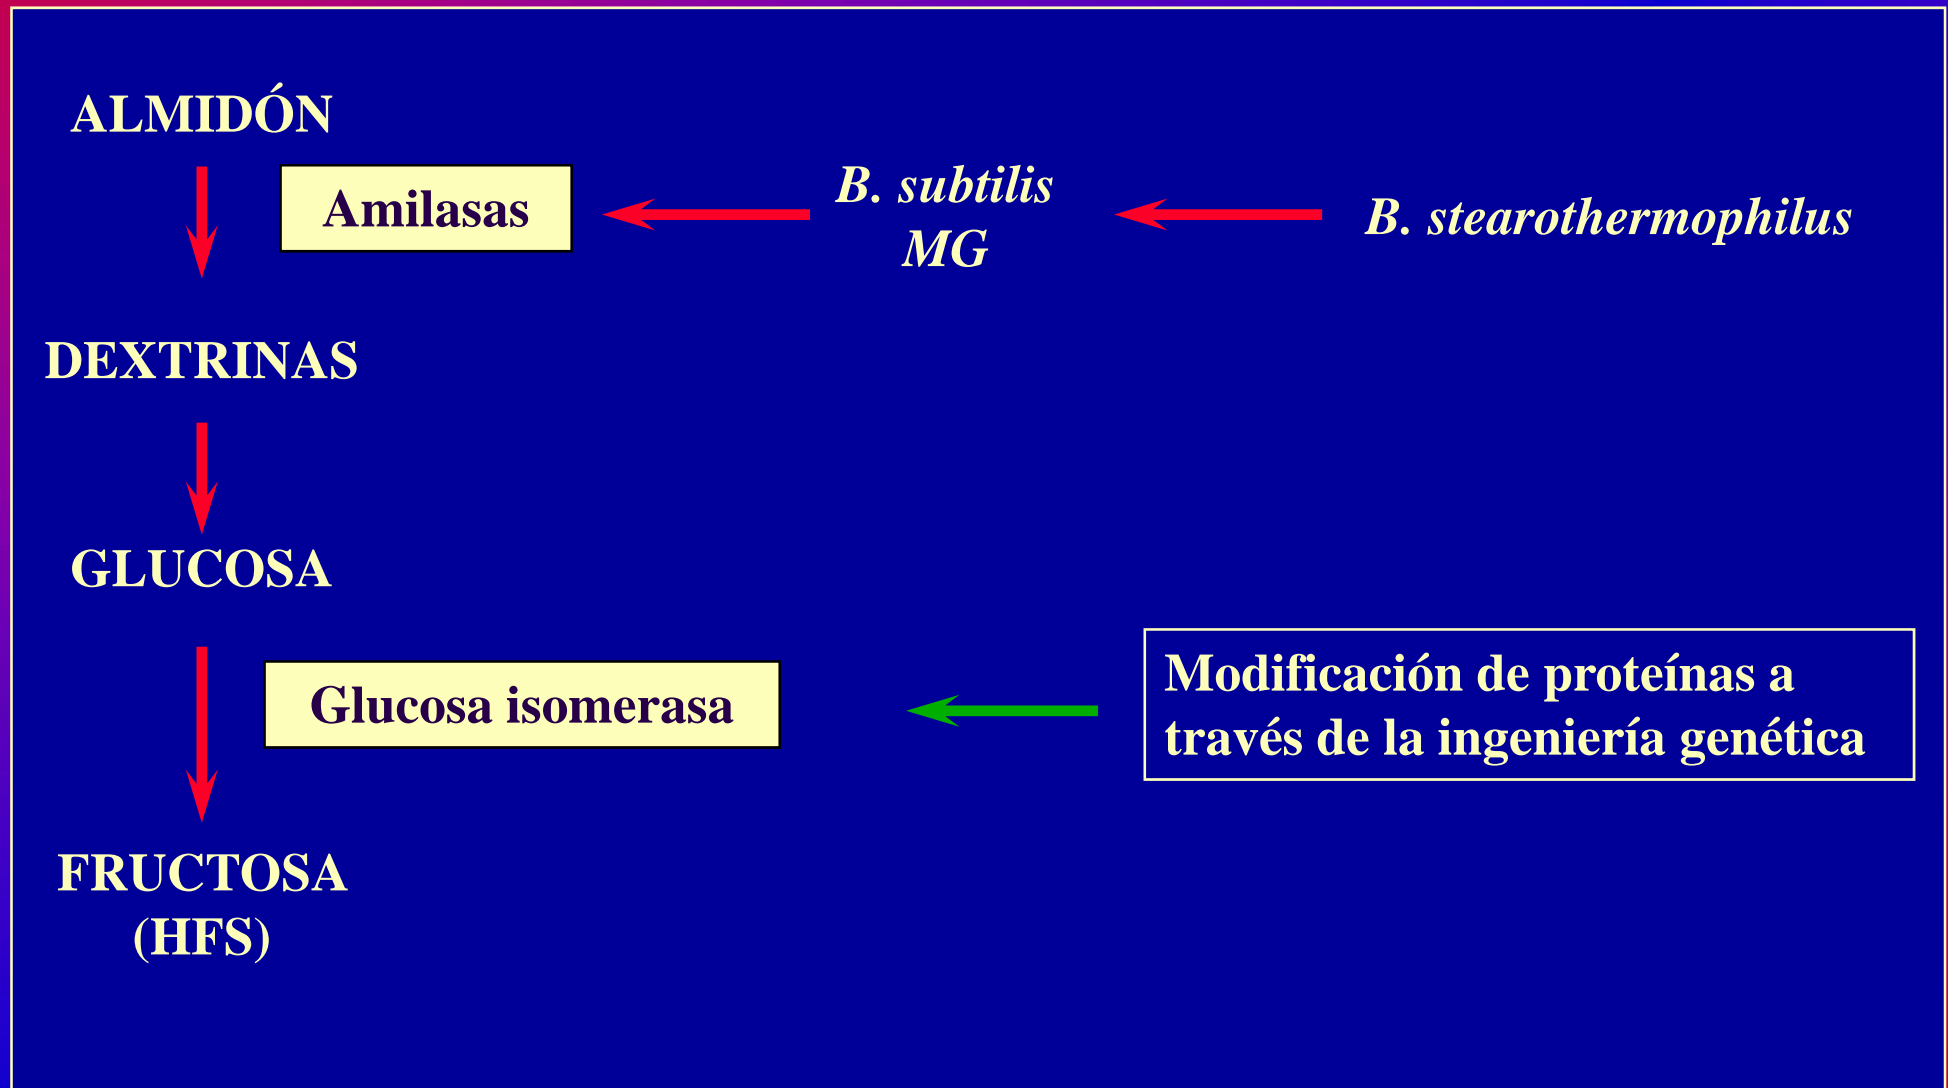 ALMIDÓN
Amilasas
B. subtilis
MG
B. stearothermophilus
DEXTRINAS
GLUCOSA
Glucosa isomerasa
Modificación de proteínas a
través de la ingeniería genética
FRUCTOSA
(HFS)